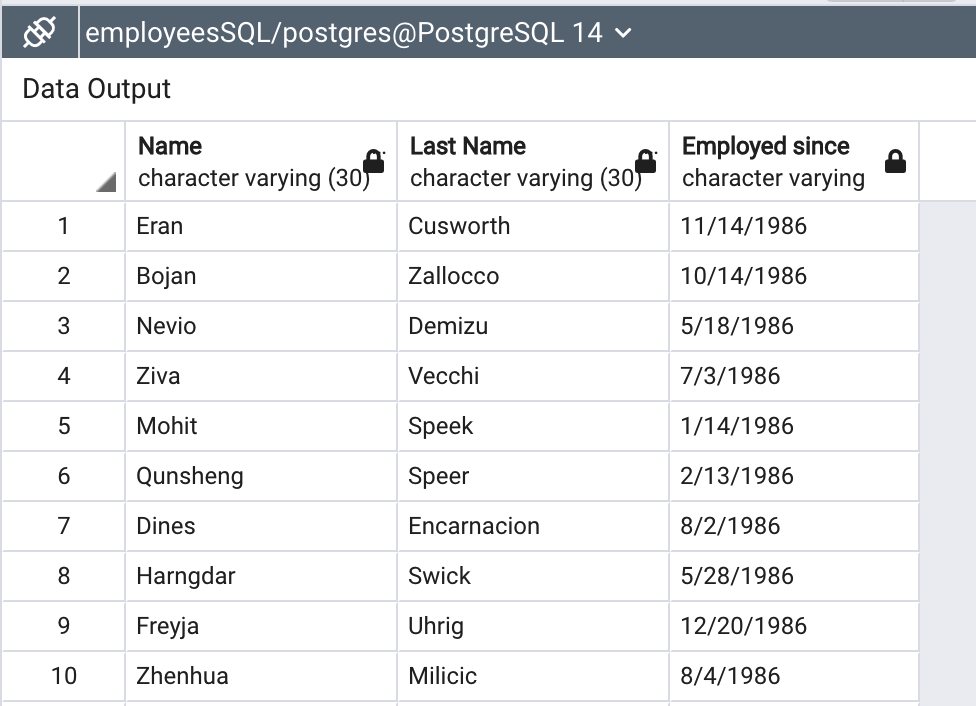 employeesSQL/postgres@PostgreSQL 14
Data Output
Name Last Name Employed since
character varying (30) character varying (30) character varying
1 Eran Cusworth 11/14/1986
2 Bojan Zallocco 10/14/1986
3 Nevio Demizu 5/18/1986
4 Ziva Vecchi 7/3/1986
5 Mohit Speek 1/14/1986
6 Qunsheng Speer 2/13/1986
7 Dines Encarnacion 8/2/1986
8 Harngdar Swick 5/28/1986
9 Freyja Uhrig 12/20/1986
10 Zhenhua Milicic 8/4/1986